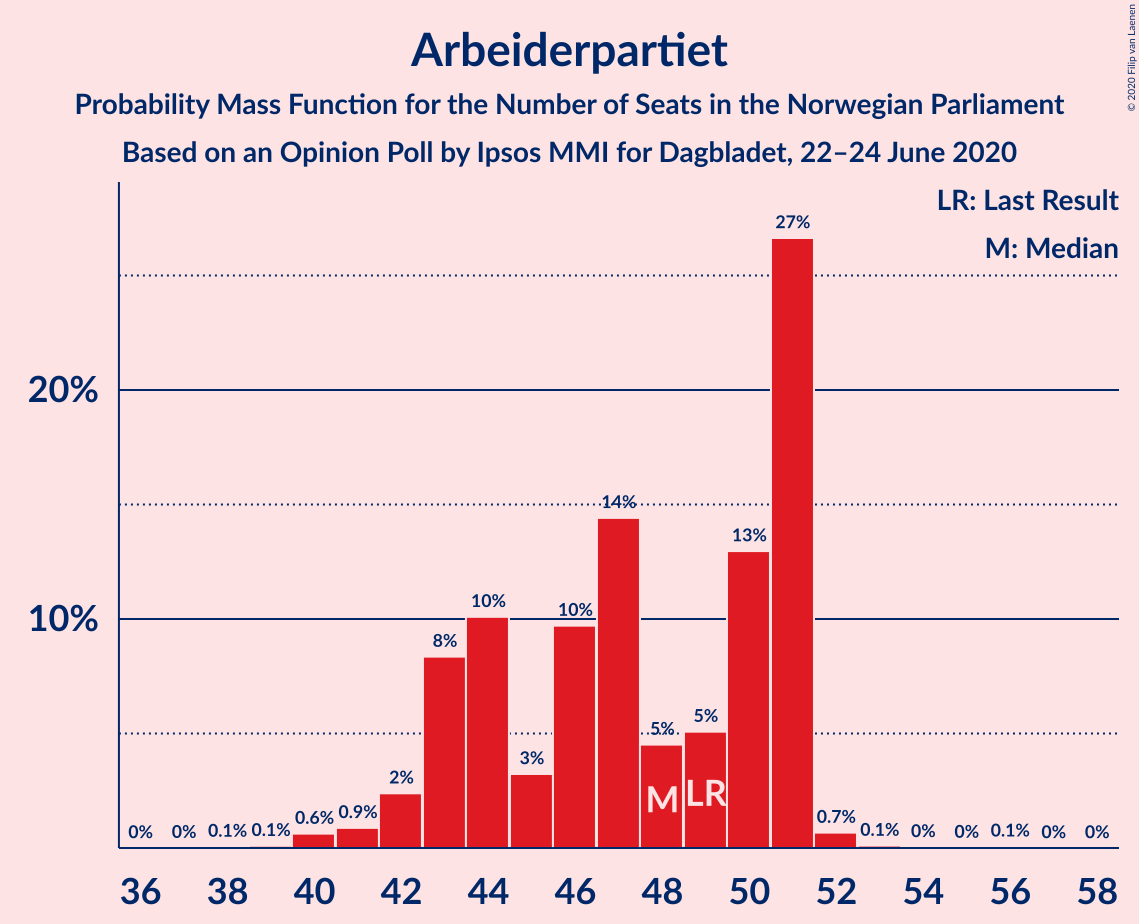 Arbeiderpartiet
Probability Mass Function for the Number of Seats in the Norwegian Parliament
Based on an Opinion Poll by Ipsos MMI for Dagbladet, 22–24 June 2020
© 2020 Filip van Laenen
LR: Last Result
M: Median
20%
10%
0% 0% 0.1% 0.1% 0.6% 0.9% 2% 8% 10% 3% 10% 14% 5% 5% 13% 27% 0.7% 0.1% 0% 0% 0.1% 0% 0%
M LR
36 38 40 42 44 46 48 50 52 54 56 58